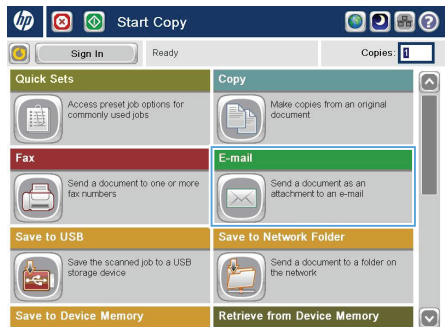 hp
Start Copy
?
Sign In
Ready
Copies: 1
Quick Sets
Copy
Access preset job options for
commonly used jobs
Make copies from an original
document
Fax
E-mail
Send a document to one or more
fax numbers
Send a document as an
attachment to an e-mail
Save to USB
Save to Network Folder
Save the scanned job to a USB
storage device
Send a document to a folder on
the network
Save to Device Memory
Retrieve from Device Memory